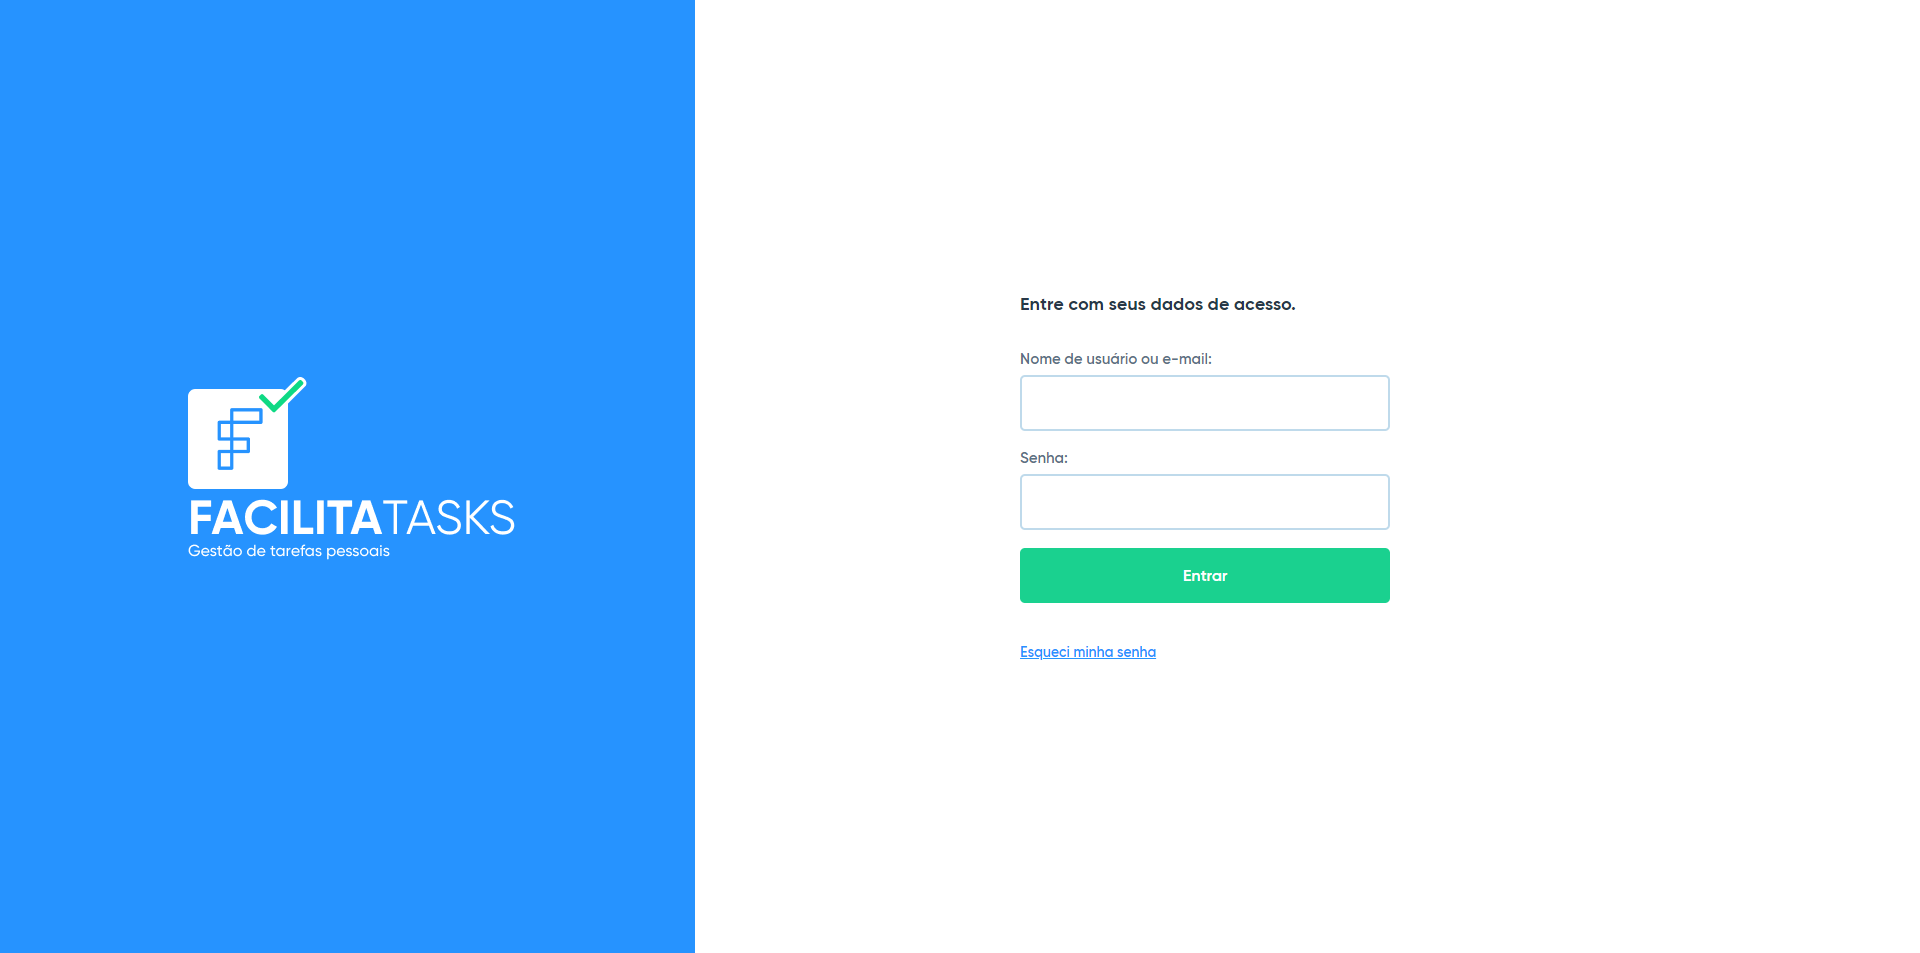 FACILITATASKS
Gestão de tarefas pessoais
Entre com seus dados de acesso.
Nome de usuário ou e-mail:
Senha:
Entrar
Esqueci minha senha